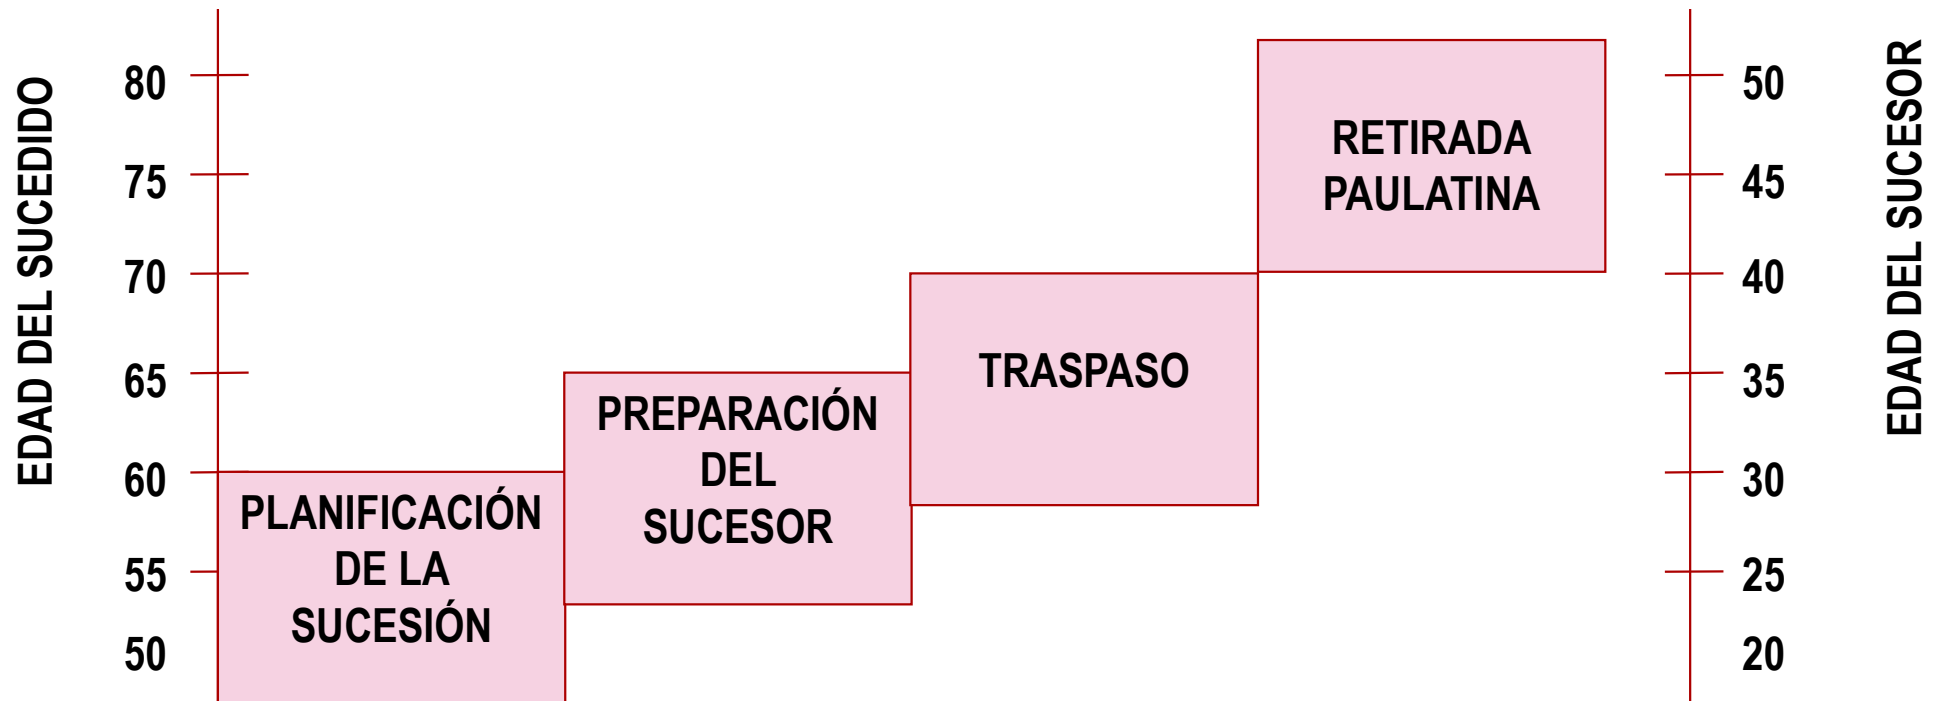 EDAD DEL SUCEDIDO
80
75
70
65
60
55
50
PLANIFICACIÓN
DE LA
SUCESIÓN
PREPARACIÓN
DEL
SUCESOR
TRASPASO
RETIRADA
PAULATINA
50
45
40
35
30
25
20
EDAD DEL SUCESOR